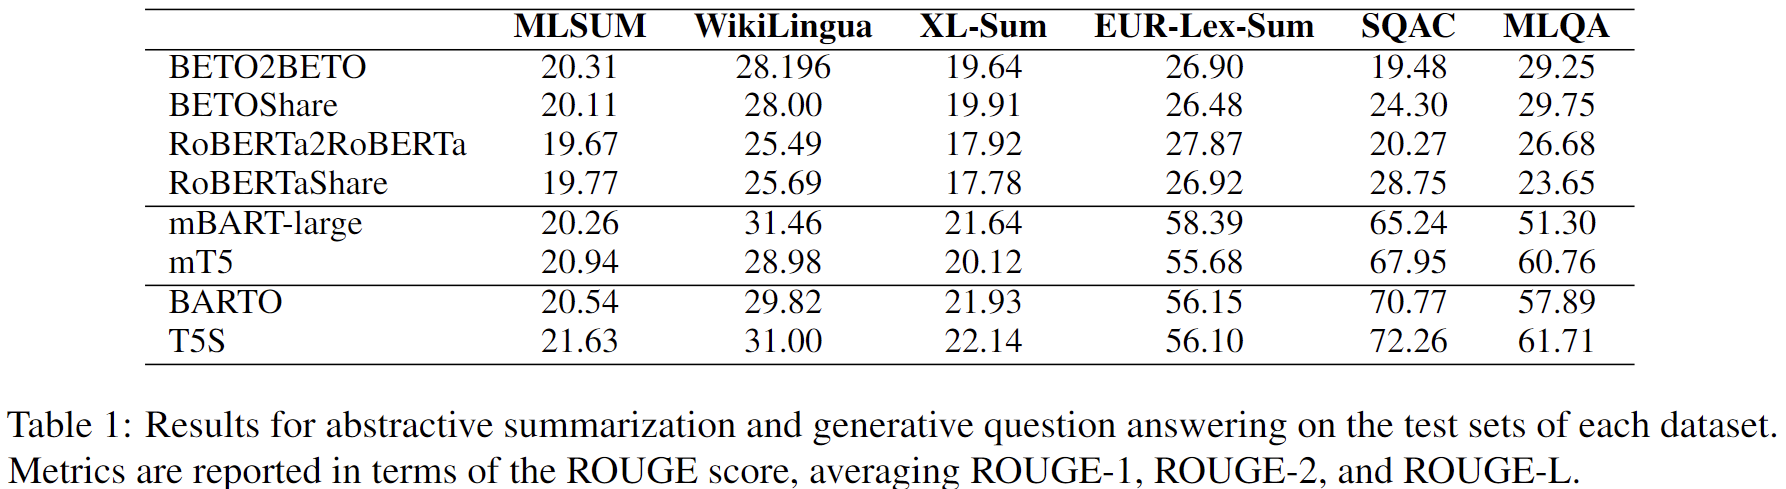 MLSUM WikiLingua XL-Sum EUR-Lex-Sum SQAC MLQA
BETO2BETO 20.31 28.196 19.64 26.90 19.48 29.25
BETOShare 20.11 28.00 19.91 26.48 24.30 29.75
RoBERTa2RoBERTa 19.67 25.49 17.92 27.87 20.27 26.68
RoBERTaShare 19.77 25.69 17.78 26.92 28.75 23.65
mBART-large 20.26 31.46 21.64 58.39 65.24 51.30
mT5 20.94 28.98 20.12 55.68 67.95 60.76
BARTO 20.54 29.82 21.93 56.15 70.77 57.89
T5S 21.63 31.00 22.14 56.10 72.26 61.71
Table 1: Results for abstractive summarization and generative question answering on the test sets of each dataset.
Metrics are reported in terms of the ROUGE score, averaging ROUGE-1, ROUGE-2, and ROUGE-L.